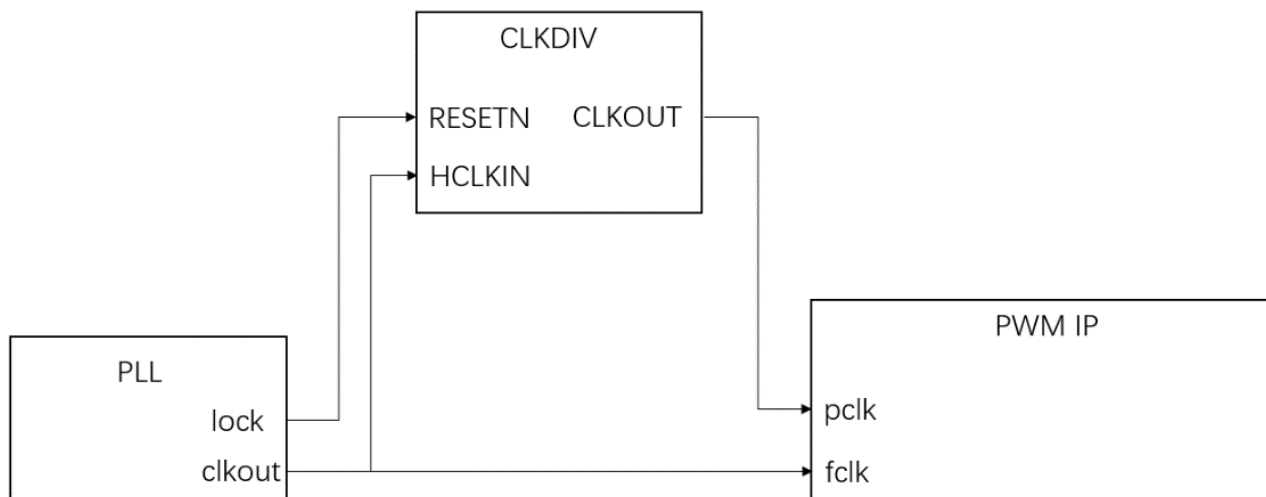 CLKDIV
RESETN CLKOUT
HCLKIN
PWM IP
PLL
lock
pclk
clkout
fclk